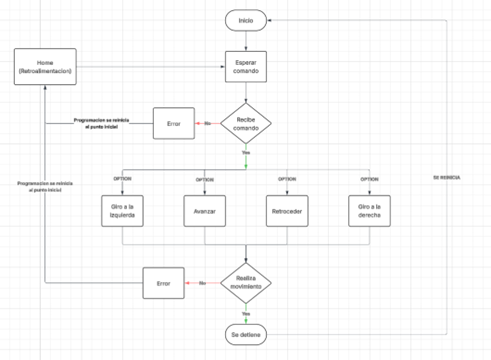 Inicio
Home
(Retroalimentacion)
Esperar
comando
Programacion se reinicia
al punto inicial
Error
No
Recibe
comando
Yes
Programacion se reinicia
al punto inicial
OPTION
OPTION
OPTION
OPTION
SE REINICIA
Giro a la
izquierda
Avanzar
Retroceder
Giro a la
derecha
Error
No
Realiza
movimiento
Yes
Se detiene